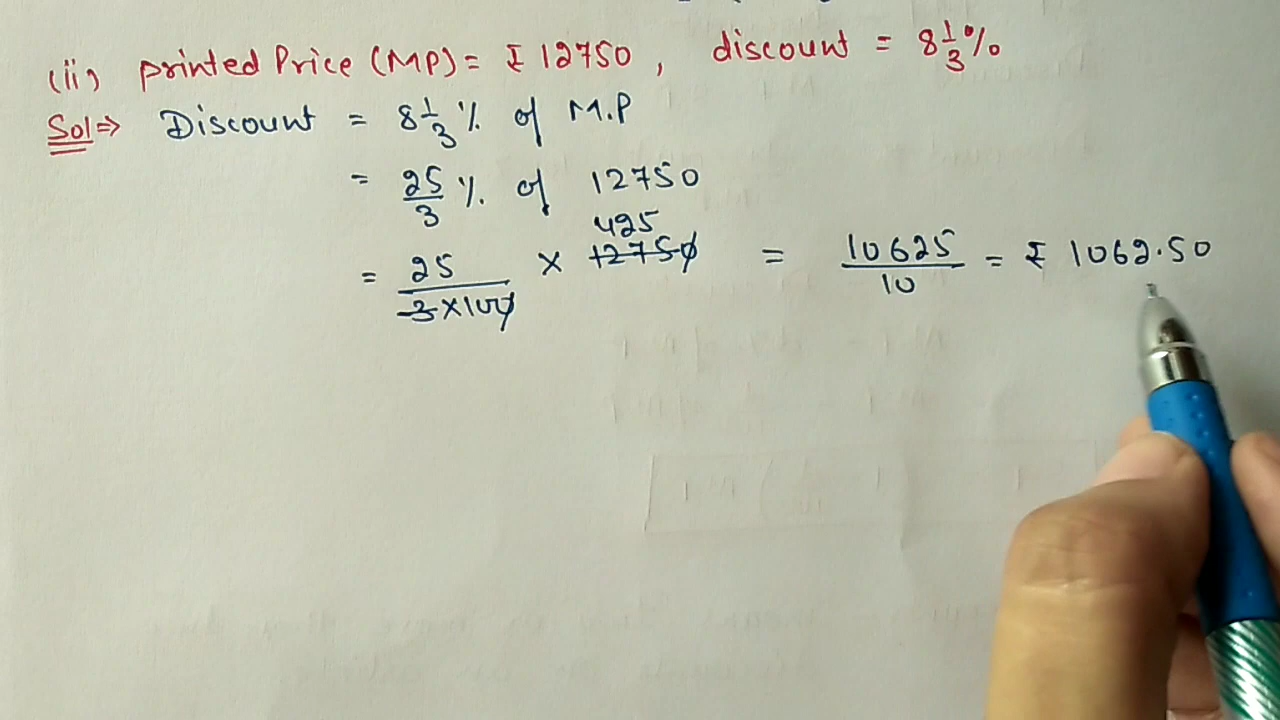 (ii) printed Price (MP) = ₹ 12750, discount = 8 1/3 %
Sol ⇒ Discount = 8 1/3 % of M.P
= 25/3 % of 12750
425
= 25/(3×100) × 12750 = 10625/10 = ₹ 1062.50